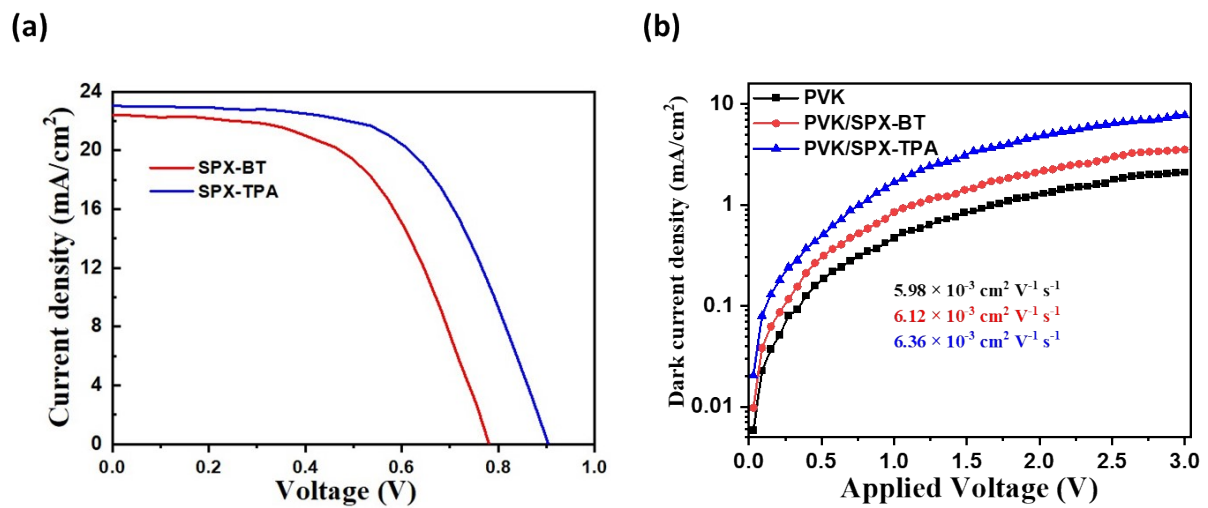 (a)
(b)
Current density (mA/cm²)
24
20
16
12
8
4
0
SPX-BT
SPX-TPA
0.0 0.2 0.4 0.6 0.8 1.0
Voltage (V)
Dark current density (mA/cm²)
10
1
0.1
0.01
PVK
PVK/SPX-BT
PVK/SPX-TPA
5.98 × 10⁻³ cm² V⁻¹ s⁻¹
6.12 × 10⁻³ cm² V⁻¹ s⁻¹
6.36 × 10⁻³ cm² V⁻¹ s⁻¹
0.0 0.5 1.0 1.5 2.0 2.5 3.0
Applied Voltage (V)